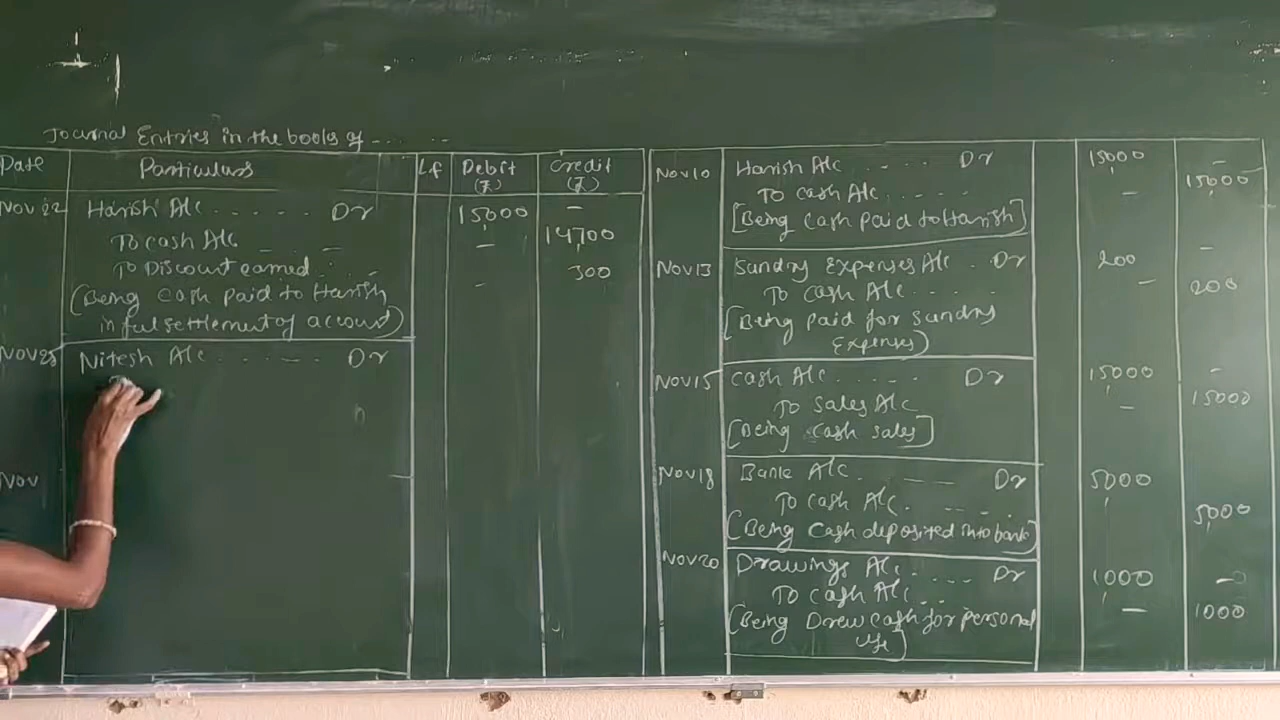 Journal Entries in the books of ... ...
Date Particulars Lf Debit (₹) Credit (₹)
Nov 22 Harish A/c ..... Dr 15000 -
To cash A/c - - 14,700
To Discount earned .... - 300
(Being cash paid to Harish
in full settlement of account)
Nov 25 Nitesh A/c ...... Dr
Nov
Nov 10 Harish A/c .... Dr 15000 -
To cash A/c ..... - 15,000
[Being Cash paid to Harish]
Nov 13 Sundry Expenses A/c . Dr 200 -
To cash A/c .... - 200
[Being paid for Sundry
Expenses)
Nov 15 Cash A/c ..... Dr 15000 -
To Sales A/c - 15000
[Being Cash sales]
Nov 18 Bank A/c. —— Dr 5000
To Cash A/c. .... 5000
(Being Cash deposited into bank)
Nov 20 Drawings A/c .... Dr 1000 -
To Cash A/c .. - 1000
(Being Drew cash for personal
use)